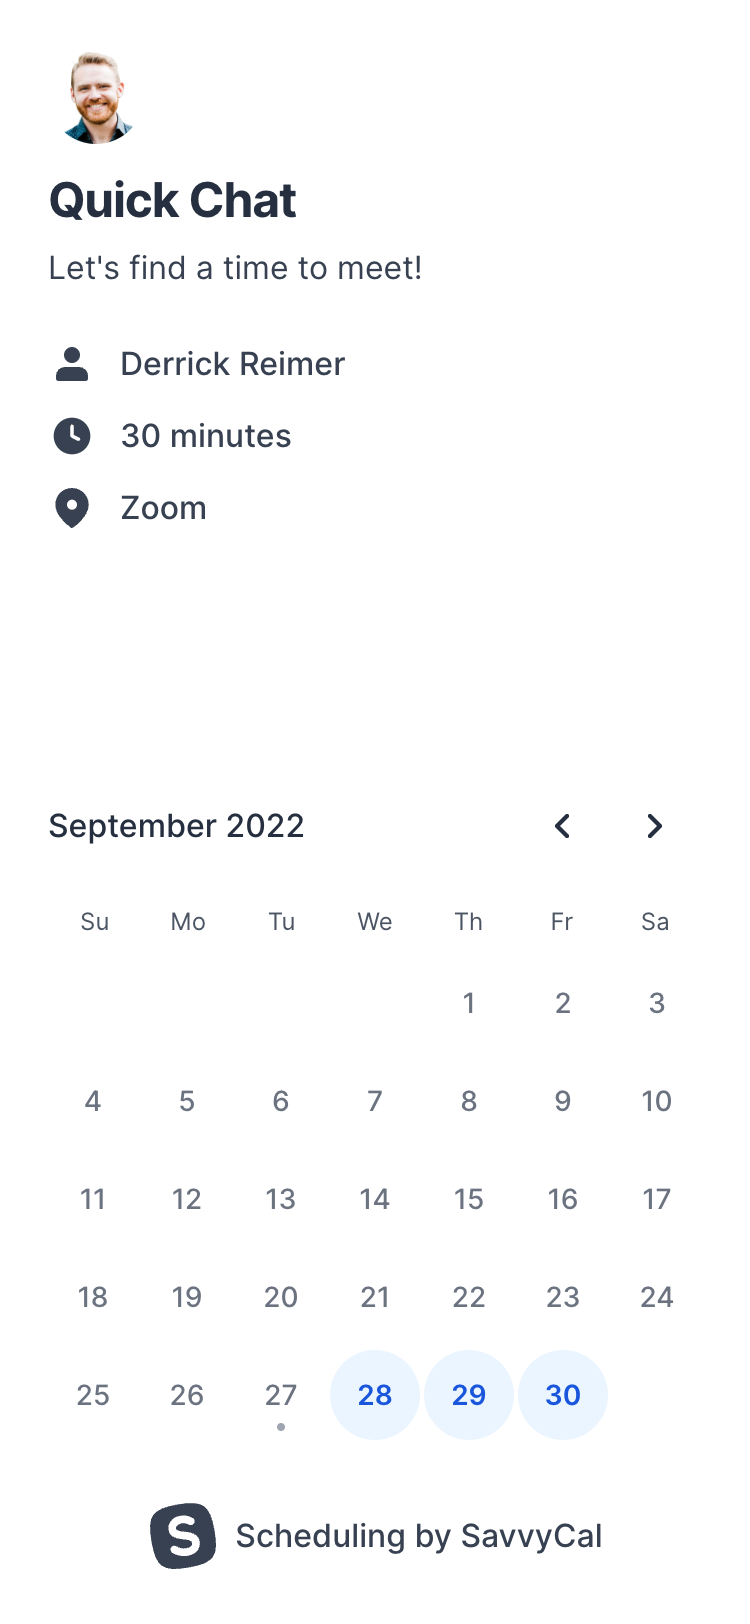 Quick Chat
Let's find a time to meet!
Derrick Reimer
30 minutes
Zoom
September 2022
Su Mo Tu We Th Fr Sa
1 2 3
4 5 6 7 8 9 10
11 12 13 14 15 16 17
18 19 20 21 22 23 24
25 26 27 28 29 30
S Scheduling by SavvyCal